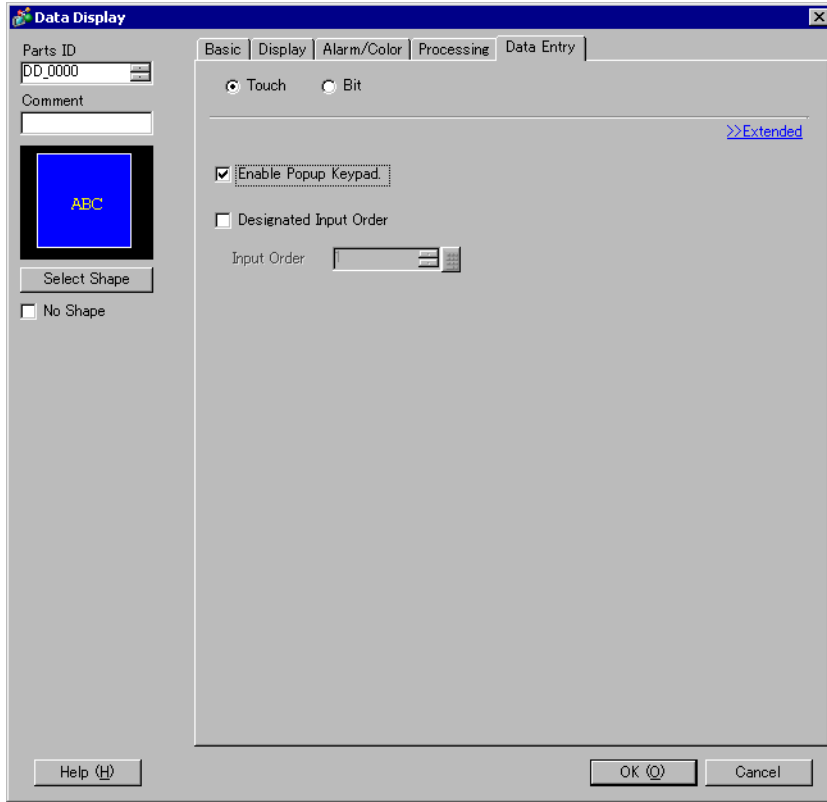 Data Display
Parts ID
DD_0000
Comment
ABC
Select Shape
No Shape
Basic
Display
Alarm/Color
Processing
Data Entry
Touch
Bit
>>Extended
Enable Popup Keypad.
Designated Input Order
Input Order
1
Help (H)
OK (O)
Cancel